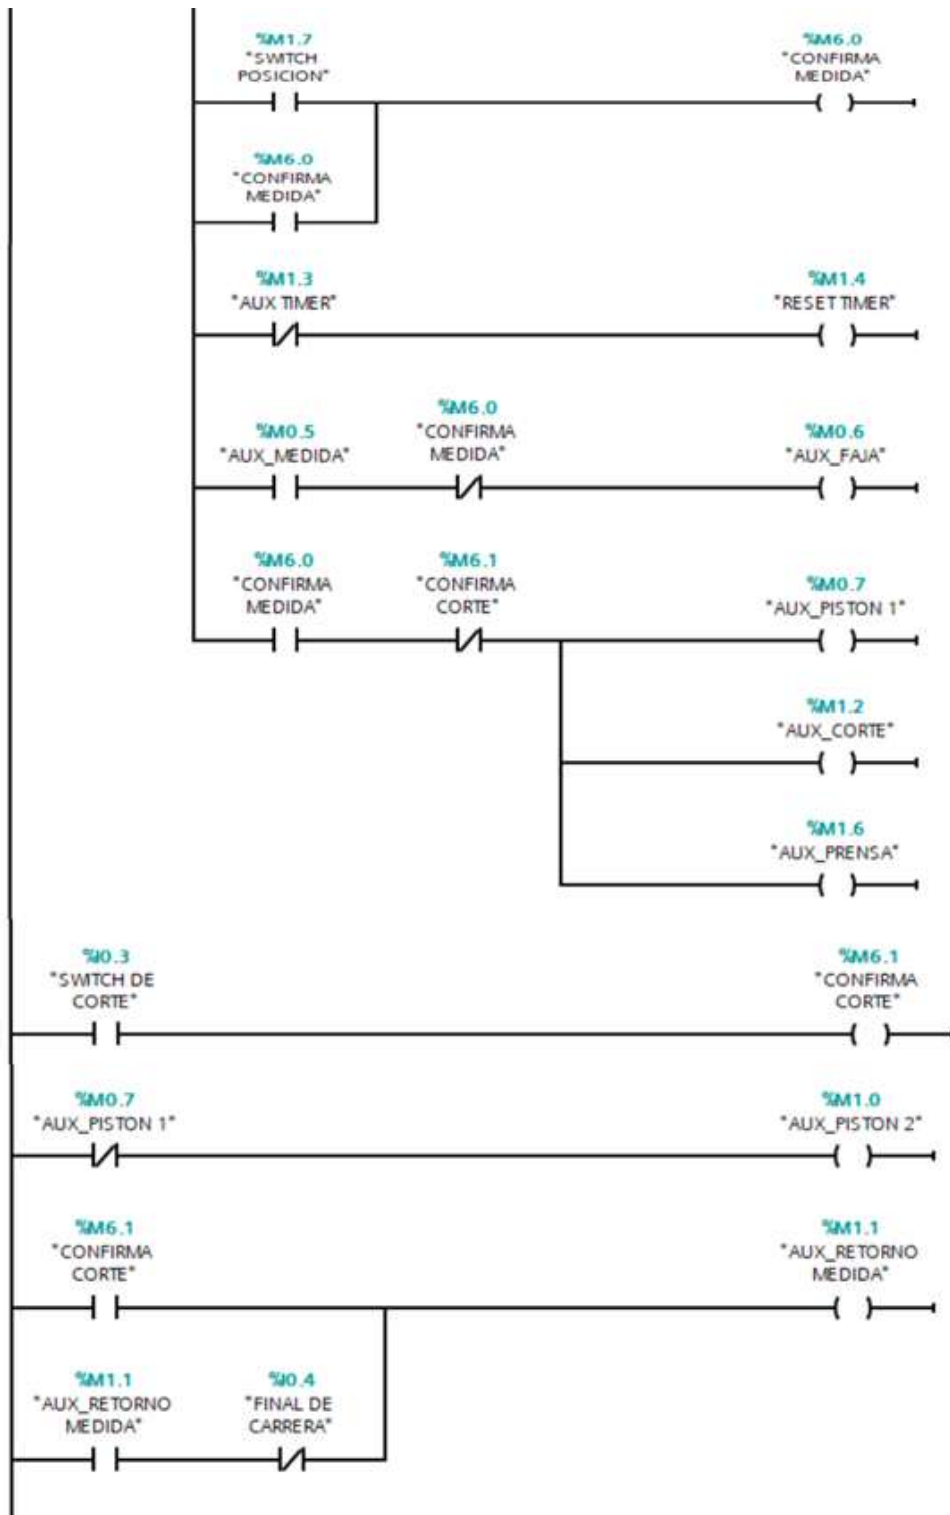 %M1.7
"SWITCH
POSICION"
%M6.0
"CONFIRMA
MEDIDA"
%M6.0
"CONFIRMA
MEDIDA"
%M1.3
"AUX TIMER"
%M1.4
"RESET TIMER"
%M0.5
"AUX_MEDIDA"
%M6.0
"CONFIRMA
MEDIDA"
%M0.6
"AUX_FAJA"
%M6.0
"CONFIRMA
MEDIDA"
%M6.1
"CONFIRMA
CORTE"
%M0.7
"AUX_PISTON 1"
%M1.2
"AUX_CORTE"
%M1.6
"AUX_PRENSA"
%I0.3
"SWITCH DE
CORTE"
%M6.1
"CONFIRMA
CORTE"
%M0.7
"AUX_PISTON 1"
%M1.0
"AUX_PISTON 2"
%M6.1
"CONFIRMA
CORTE"
%M1.1
"AUX_RETORNO
MEDIDA"
%M1.1
"AUX_RETORNO
MEDIDA"
%I0.4
"FINAL DE
CARRERA"